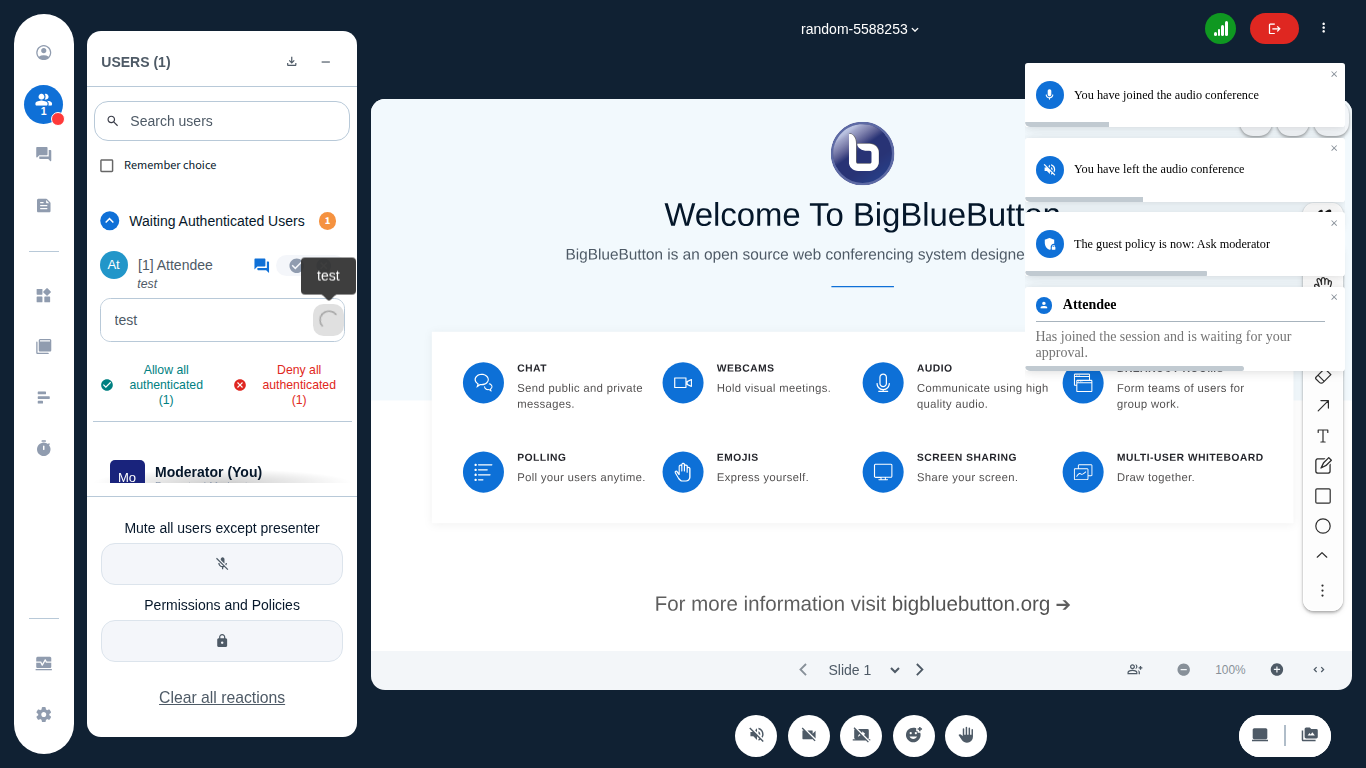 random-5588253
USERS (1)
1
Search users
Remember choice
Waiting Authenticated Users
1
At
[1] Attendee
test
test
test
Allow all
authenticated
(1)
Deny all
authenticated
(1)
Mo
Moderator (You)
Mute all users except presenter
Permissions and Policies
Clear all reactions
Welcome To BigBlueButton
BigBlueButton is an open source web conferencing system designe
CHAT
Send public and private
messages.
WEBCAMS
Hold visual meetings.
AUDIO
Communicate using high
quality audio.
Form teams of users for
group work.
POLLING
Poll your users anytime.
EMOJIS
Express yourself.
SCREEN SHARING
Share your screen.
MULTI-USER WHITEBOARD
Draw together.
For more information visit bigbluebutton.org ➔
Slide 1
100%
You have joined the audio conference
You have left the audio conference
The guest policy is now: Ask moderator
Attendee
Has joined the session and is waiting for your
approval.